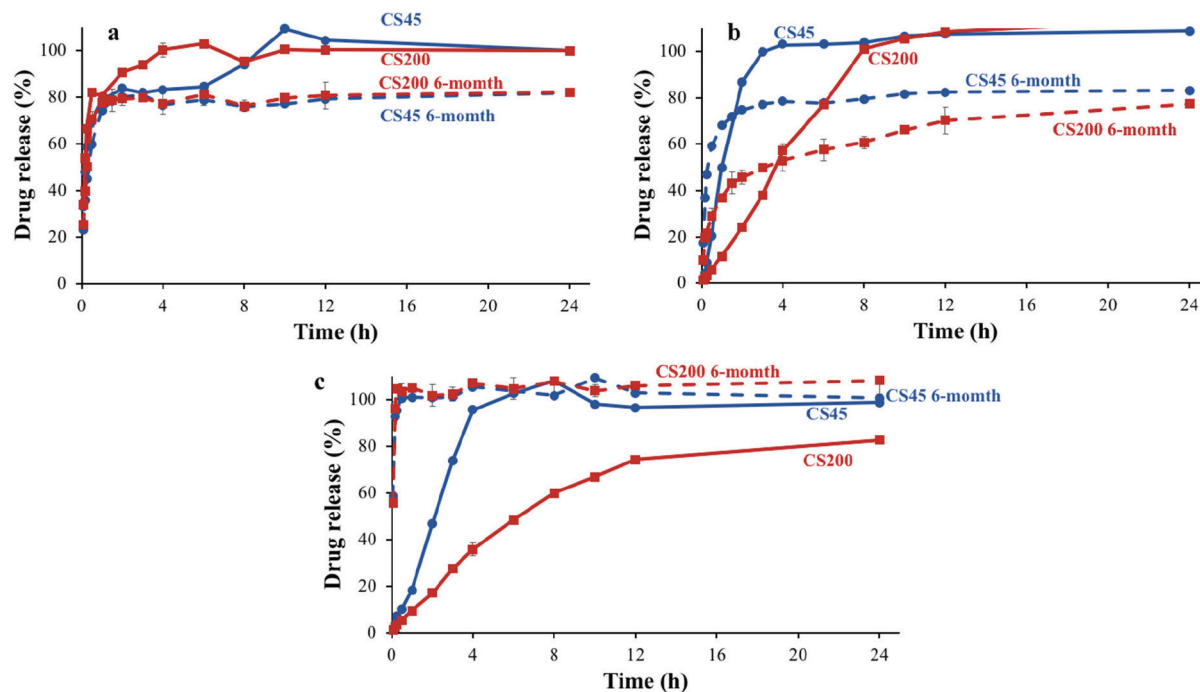 a
CS45
CS200
CS200 6-momth
CS45 6-momth
Drug release (%)
100
80
60
40
20
0
0 4 8 12 16 20 24
Time (h)
b
CS45
CS200
CS45 6-momth
CS200 6-momth
Drug release (%)
100
80
60
40
20
0
0 4 8 12 16 20 24
Time (h)
c
CS200 6-momth
CS45 6-momth
CS45
CS200
Drug release (%)
100
80
60
40
20
0
0 4 8 12 16 20 24
Time (h)